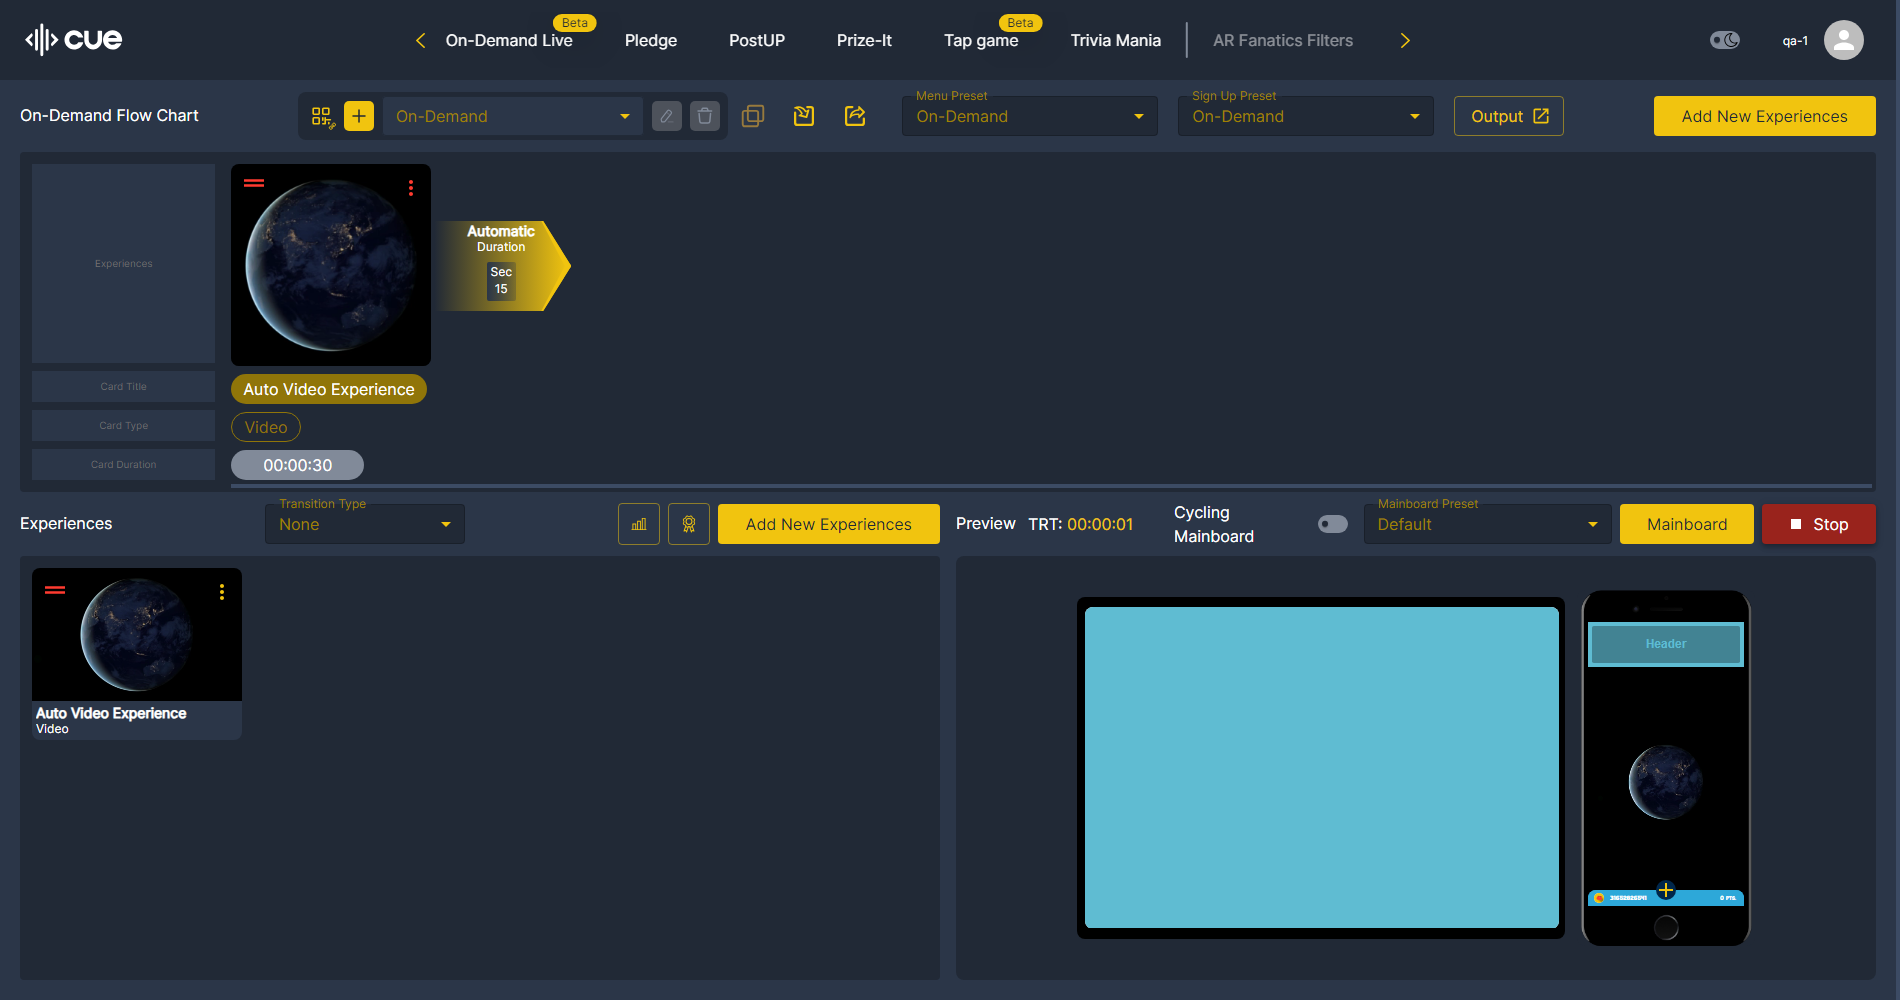 cue
On-Demand Live
Beta
Pledge
PostUP
Prize-It
Tap game
Beta
Trivia Mania
AR Fanatics Filters
qa-1
On-Demand Flow Chart
On-Demand
Menu Preset
On-Demand
Sign Up Preset
On-Demand
Output
Add New Experiences
Experiences
Automatic
Duration
Sec
15
Card Title
Auto Video Experience
Card Type
Video
Card Duration
00:00:30
Experiences
Transition Type
None
Add New Experiences
Preview
TRT: 00:00:01
Cycling
Mainboard
Mainboard Preset
Default
Mainboard
Stop
Auto Video Experience
Video
Header
0 PTS.